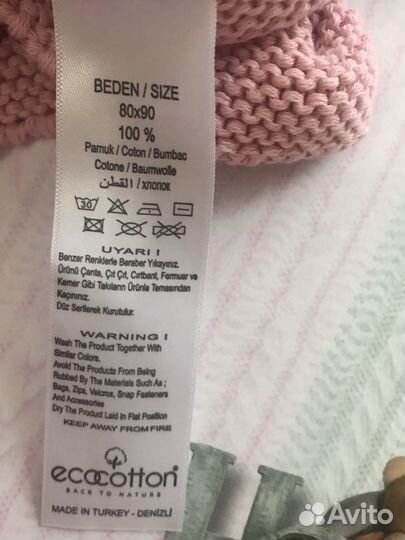 BEDEN / SIZE
80x90
100 %
Pamuk / Coton / Bumbac
Cotone / Baumwolle
القطن / хлопок
30
UYARI !
Benzer Renklerle Beraber Yıkayınız.
Ürünü Çanta, Çıt Çıt, Cırtbant, Fermuar ve
Kemer Gibi Takıların Ürünle Temasından
Kaçınınız.
Düz Serilerek Kurutulur.
WARNING !
Wash The Product Together With
Similar Colors.
Avoid The Products From Being
Rubbed By The Materials Such As ;
Bags, Zips, Velcros, Snap Fasteners
And Accessories
Dry The Product Laid In Flat Position
KEEP AWAY FROM FIRE
ecocotton
BACK TO NATURE
MADE IN TURKEY - DENİZLİ
Avito